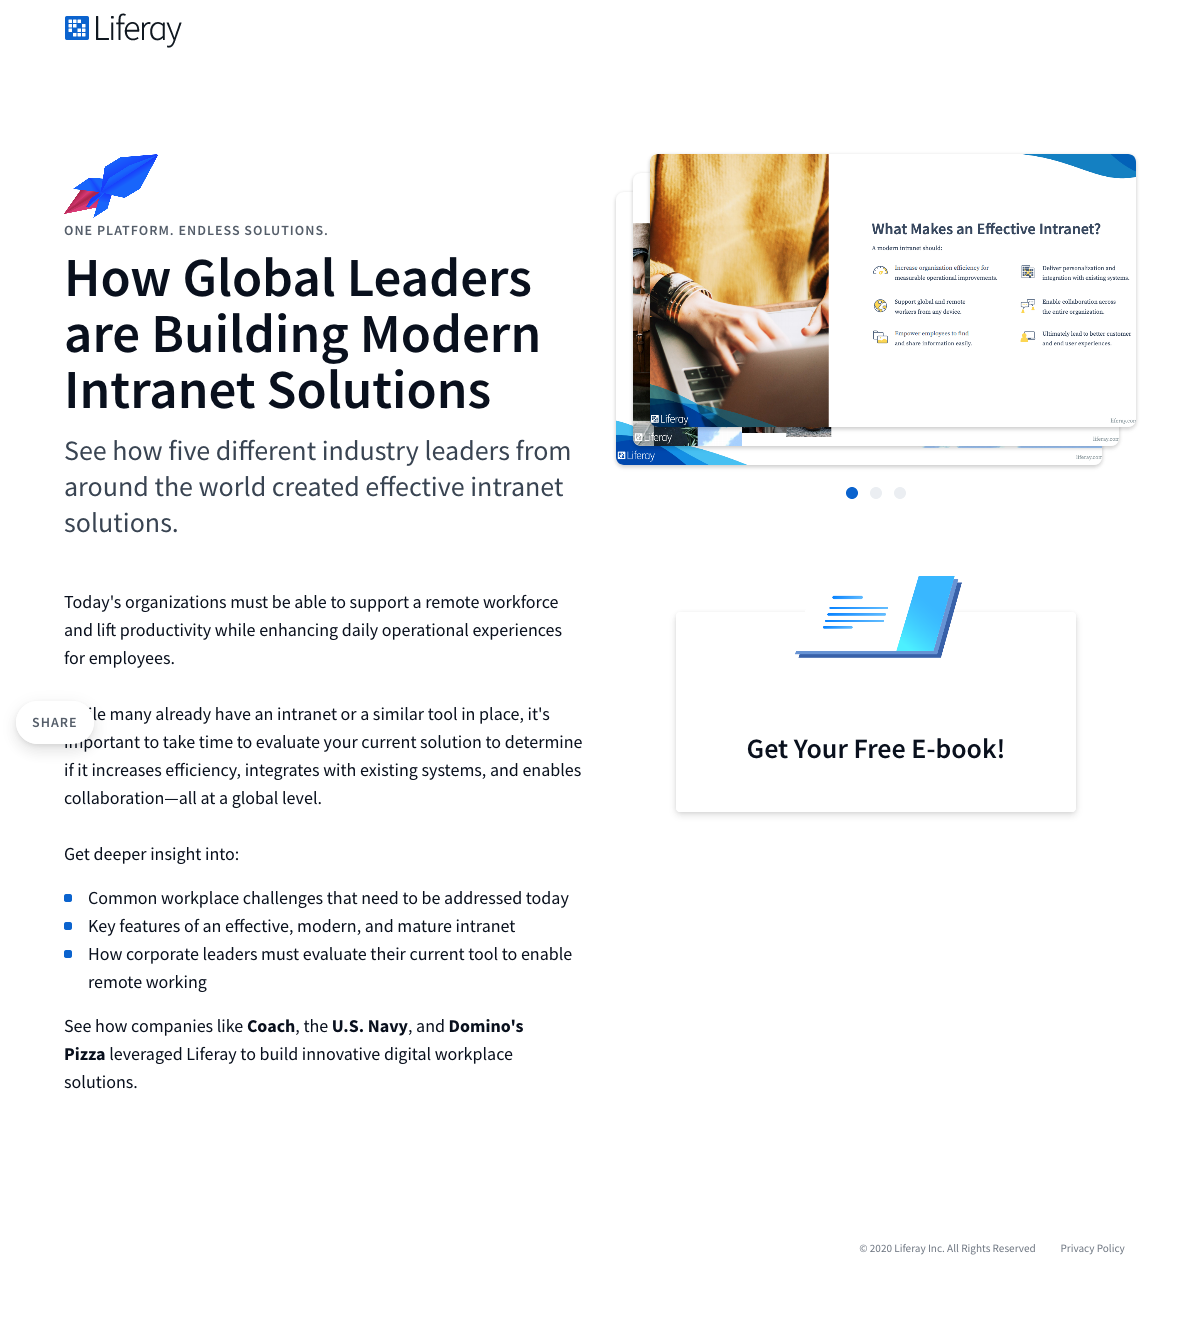 Liferay
ONE PLATFORM. ENDLESS SOLUTIONS.
How Global Leaders
are Building Modern
Intranet Solutions
See how five different industry leaders from
around the world created effective intranet
solutions.
Today's organizations must be able to support a remote workforce
and lift productivity while enhancing daily operational experiences
for employees.
many already have an intranet or a similar tool in place, it's
SHARE
important to take time to evaluate your current solution to determine
if it increases efficiency, integrates with existing systems, and enables
collaboration—all at a global level.
Get deeper insight into:
Common workplace challenges that need to be addressed today
Key features of an effective, modern, and mature intranet
How corporate leaders must evaluate their current tool to enable
remote working
See how companies like Coach, the U.S. Navy, and Domino's
Pizza leveraged Liferay to build innovative digital workplace
solutions.
What Makes an Effective Intranet?
A modern intranet should:
Increase organization efficiency for
measurable operational improvements.
Deliver personalization and
integration with existing systems.
Support global and remote
workers from any device.
Enable collaboration across
the entire organization.
Empower employees to find
and share information easily.
Ultimately lead to better customer
and end user experiences.
Liferay
liferay.com
Liferay
liferay.com
Liferay
liferay.com
Get Your Free E-book!
© 2020 Liferay Inc. All Rights Reserved
Privacy Policy